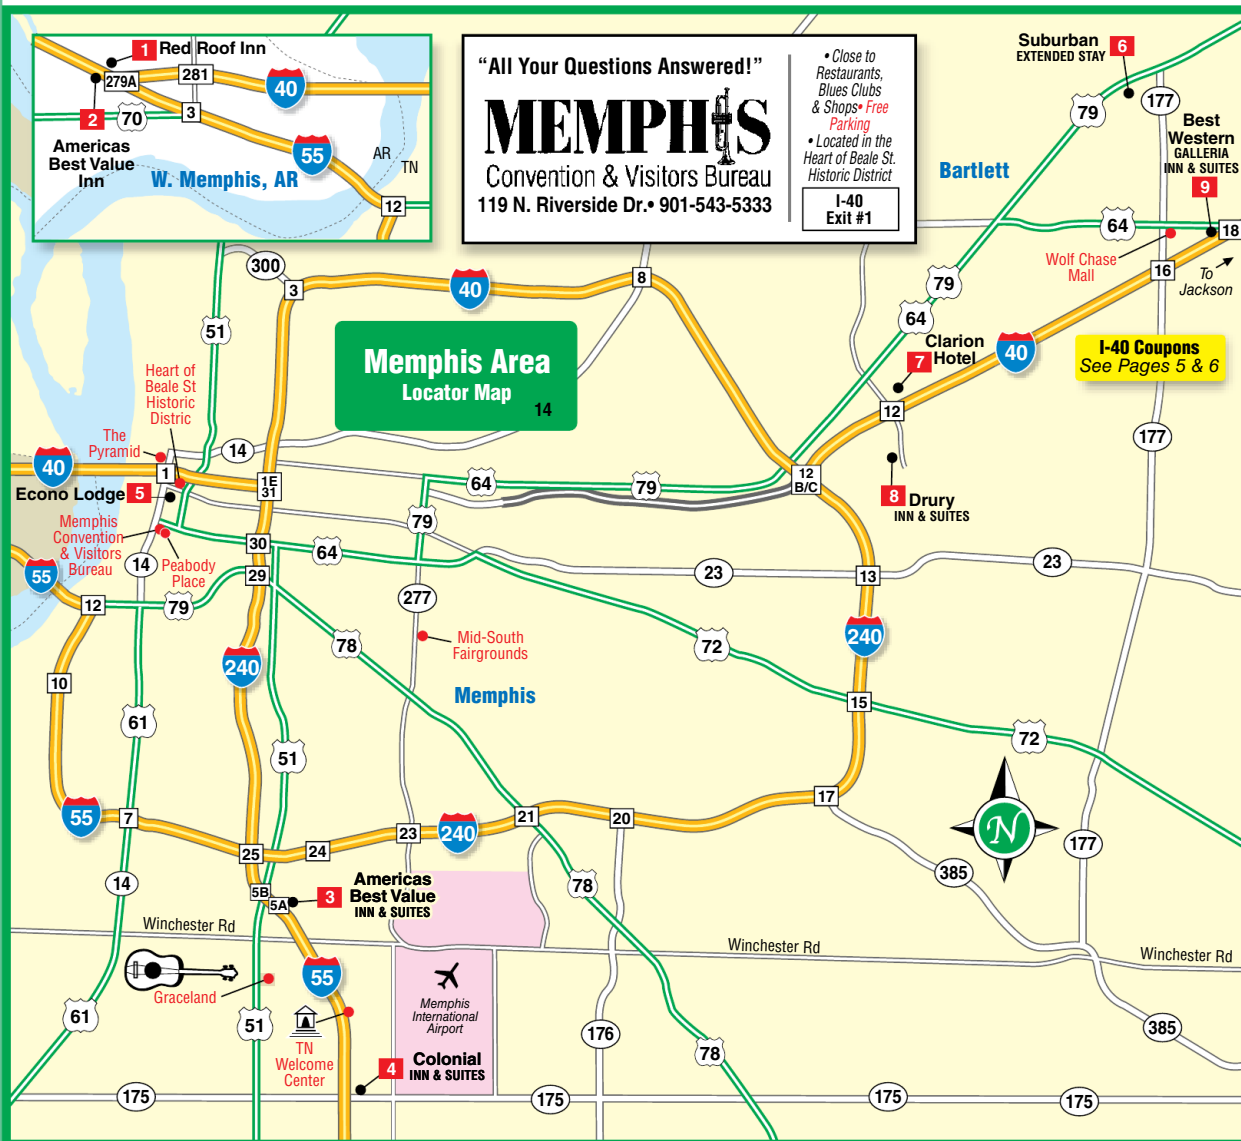 1 Red Roof Inn
279A
281
40
2
70
3
Americas
Best Value
Inn
W. Memphis, AR
55
AR
TN
12
“All Your Questions Answered!”
MEMPHIS
Convention & Visitors Bureau
119 N. Riverside Dr.• 901-543-5333
• Close to
Restaurants,
Blues Clubs
& Shops• Free
Parking
• Located in the
Heart of Beale St.
Historic District
I-40
Exit #1
Suburban 6
EXTENDED STAY
79
177
Best
Western
GALLERIA
INN & SUITES
9
Bartlett
64
18
Wolf Chase
Mall
16
To
Jackson
300
3
40
8
79
64
51
Clarion
7 Hotel
40
I-40 Coupons
See Pages 5 & 6
Memphis Area
Locator Map
14
Heart of
Beale St
Historic
Distric
12
The
Pyramid
14
177
40
1
1E
31
64
79
12
B/C
Econo Lodge 5
8 Drury
INN & SUITES
Memphis
Convention
& Visitors
Bureau
79
30
64
Peabody
Place
14
55
29
23
13
23
12
79
277
78
Mid-South
Fairgrounds
72
240
240
10
Memphis
15
61
51
72
17
55
7
21
20
23
240
N
25
24
177
14
5B
5A
3
Americas
Best Value
INN & SUITES
78
385
Winchester Rd
Winchester Rd
Winchester Rd
55
Graceland
Memphis
International
Airport
61
51
TN
Welcome
Center
176
78
385
4 Colonial
INN & SUITES
175
175
175
175